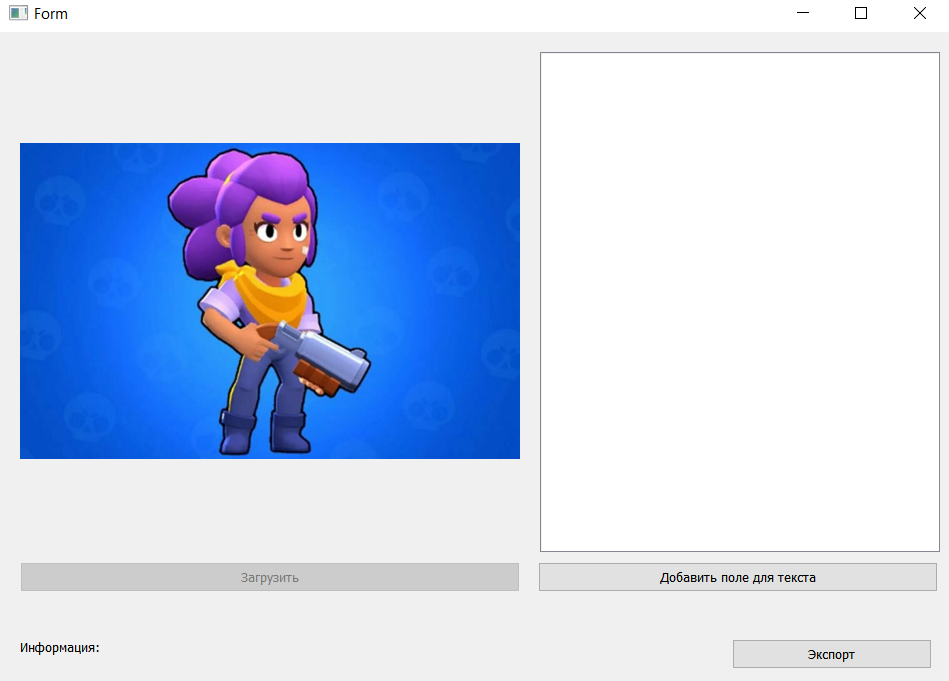 Form
Загрузить
Добавить поле для текста
Информация:
Экспорт